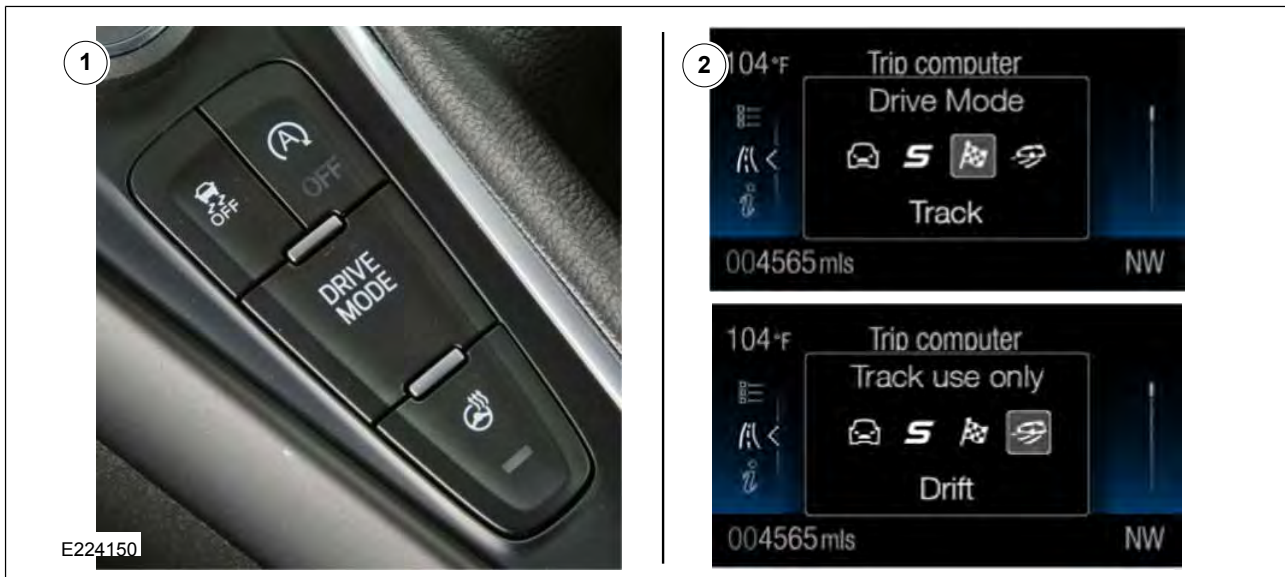 1
A
OFF
OFF
DRIVE
MODE
E224150
2
104°F Trip computer
Drive Mode
S
Track
004565 mls NW
104°F Trip computer
Track use only
S
Drift
004565 mls NW